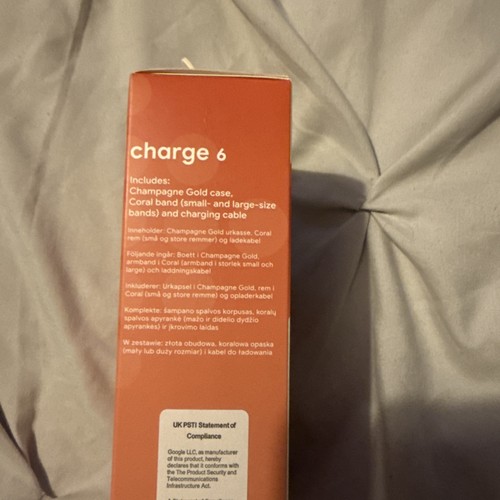 charge 6
Includes:
Champagne Gold case,
Coral band (small- and large-size
bands) and charging cable
Inneholder: Champagne Gold urkasse, Coral
rem (små og store remmer) og ladekabel
Följande ingår: Boett i Champagne Gold,
armband i Coral (armband i storlek small och
large) och laddningskabel
Inkluderer: Urkapsel i Champagne Gold, rem i
Coral (små og store remme) og opladerkabel
Komplekte: šampano spalvos korpusas, koralų
spalvos apyrankė (mažo ir didelio dydžio
apyrankės) ir įkrovimo laidas
W zestawie: złota obudowa, koralowa opaska
(mały lub duży rozmiar) i kabel do ładowania
UK PSTI Statement of
Compliance
Google LLC, as manufacturer
of this product, hereby
declares that it conforms with
the The Product Security and
Telecommunications
Infrastructure Act.